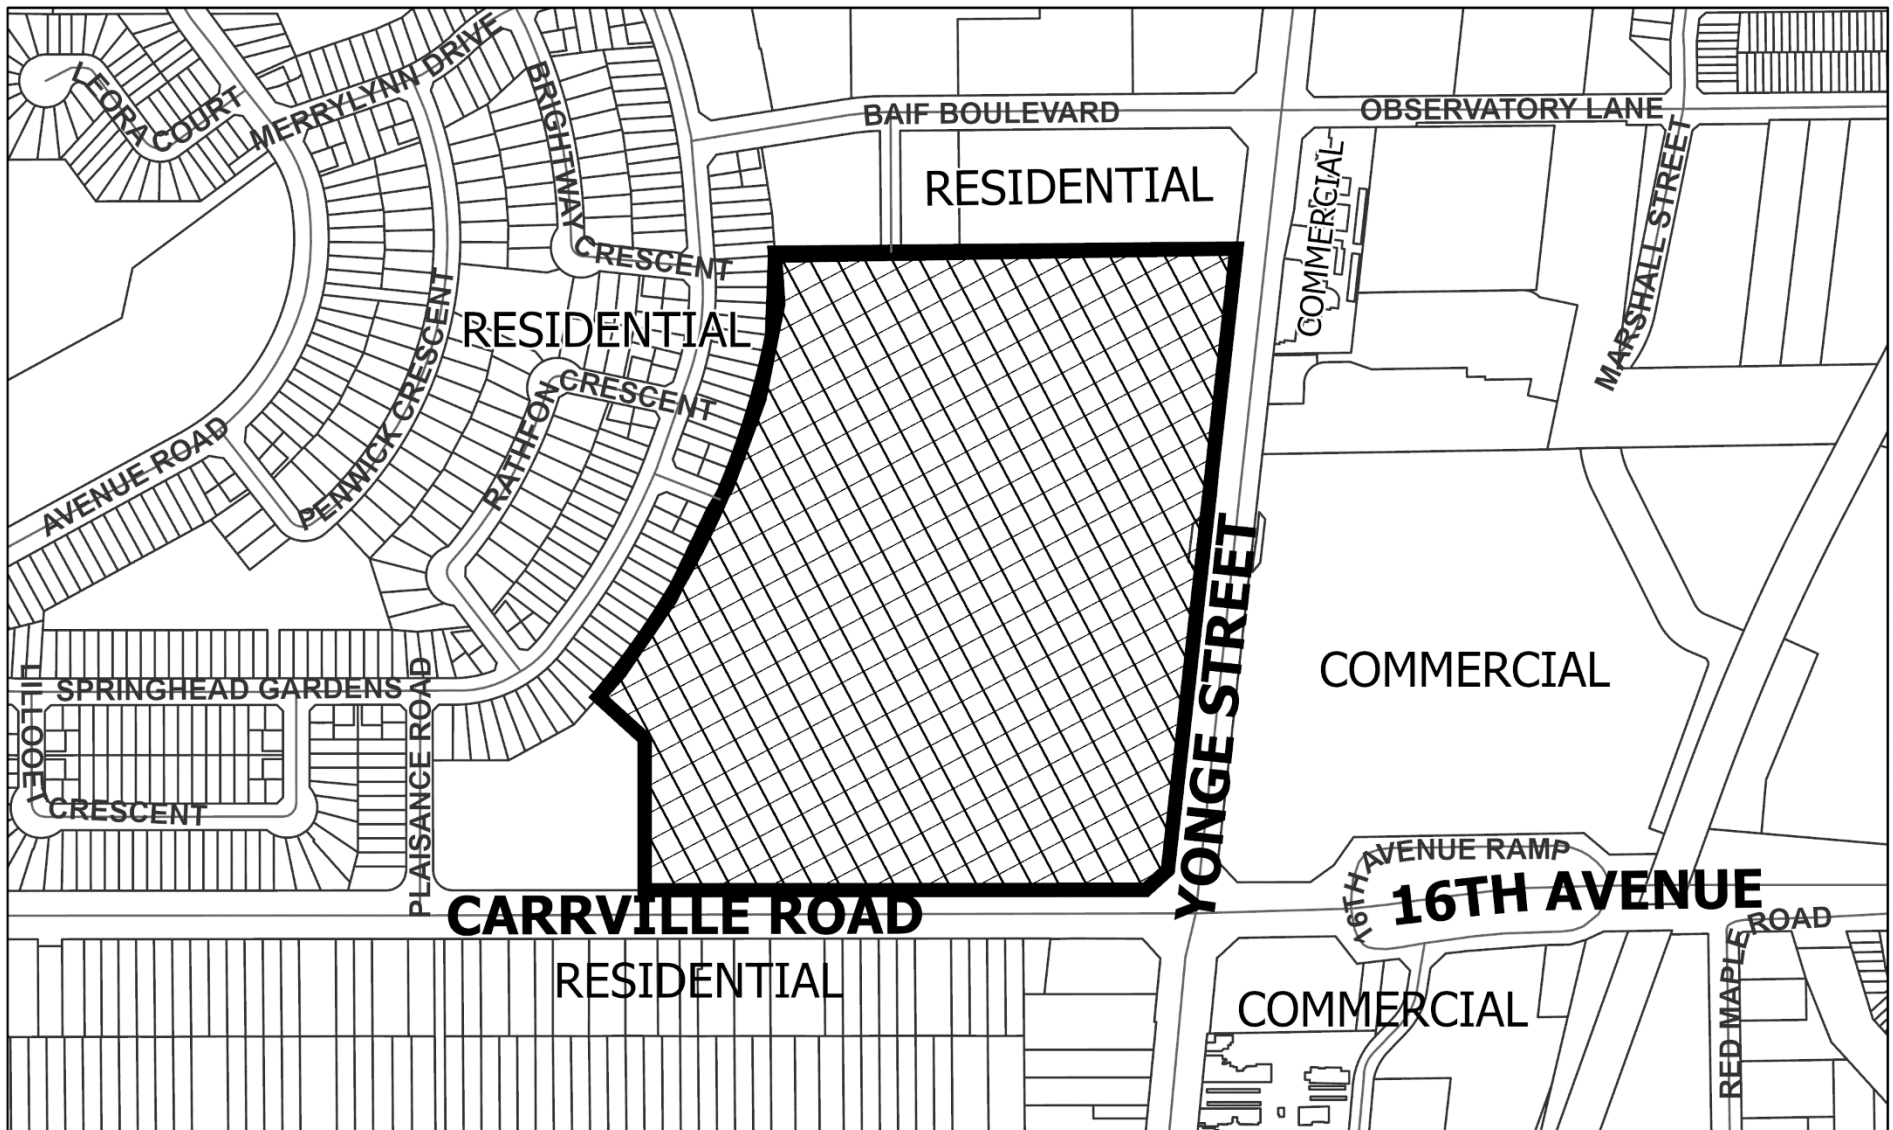 LEFORA COURT
MERRYLYNN DRIVE
BRIGHTWAY CRESCENT
BAIF BOULEVARD
OBSERVATORY LANE
RESIDENTIAL
COMMERCIAL
MARSHALL STREET
RESIDENTIAL
PENWICK CRESCENT
RATHFON CRESCENT
AVENUE ROAD
YONGE STREET
COMMERCIAL
SPRINGHEAD GARDENS
PLAISANCE ROAD
LILLOOET CRESCENT
16TH AVENUE RAMP
16TH AVENUE
CARRVILLE ROAD
RED MAPLE ROAD
RESIDENTIAL
COMMERCIAL